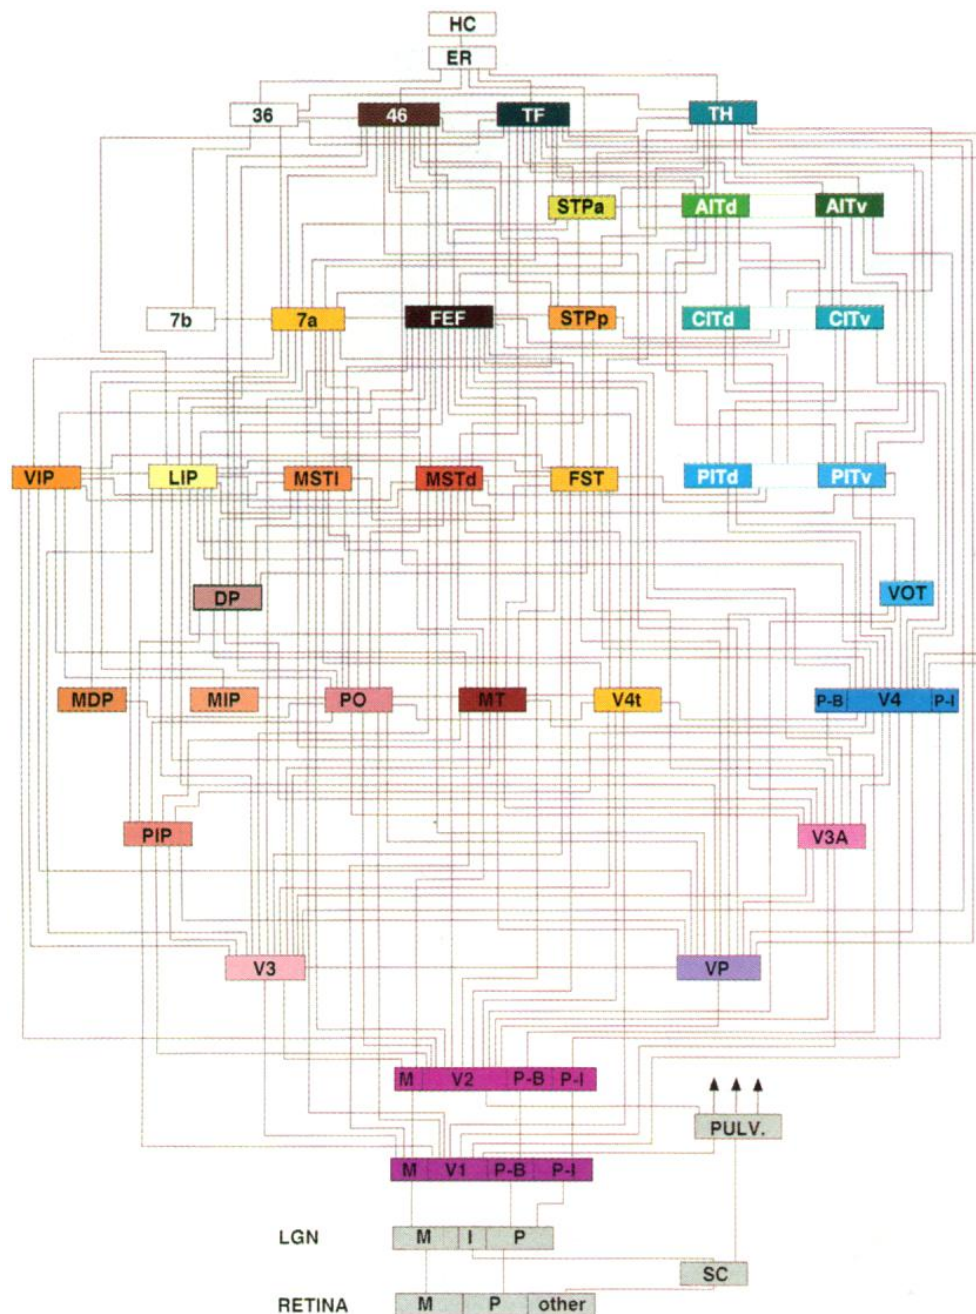 HC
ER
36 46 TF TH
STPa AITd AITv
7b 7a FEF STPp CITd CITv
VIP LIP MSTl MSTd FST PITd PITv
DP VOT
MDP MIP PO MT V4t P-B V4 P-I
PIP V3A
V3 VP
M V2 P-B P-I
PULV.
M V1 P-B P-I
LGN M I P
SC
RETINA M P other